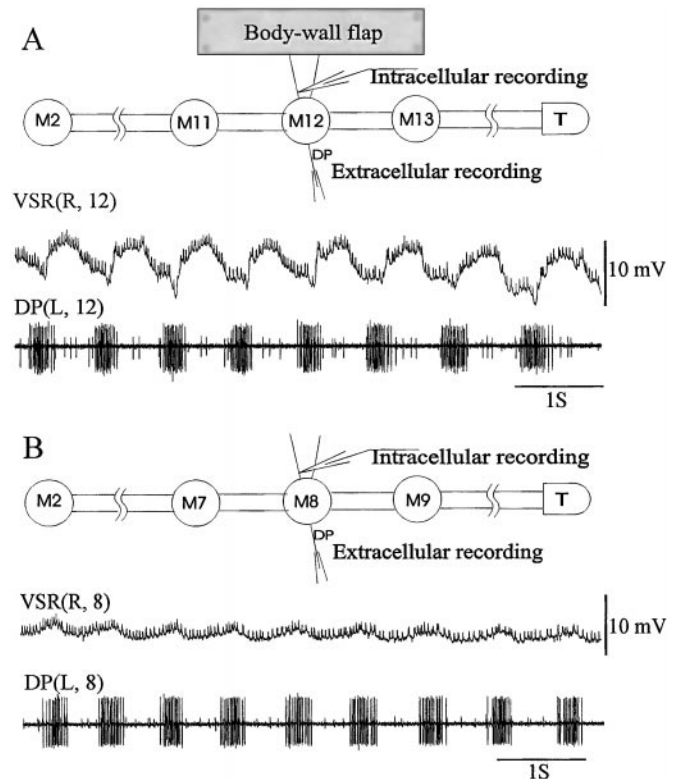 A
Body-wall flap
Intracellular recording
M2 M11 M12 M13 T
DP
Extracellular recording
VSR(R, 12)
10 mV
DP(L, 12)
1S
B
Intracellular recording
M2 M7 M8 M9 T
DP
Extracellular recording
VSR(R, 8)
10 mV
DP(L, 8)
1S